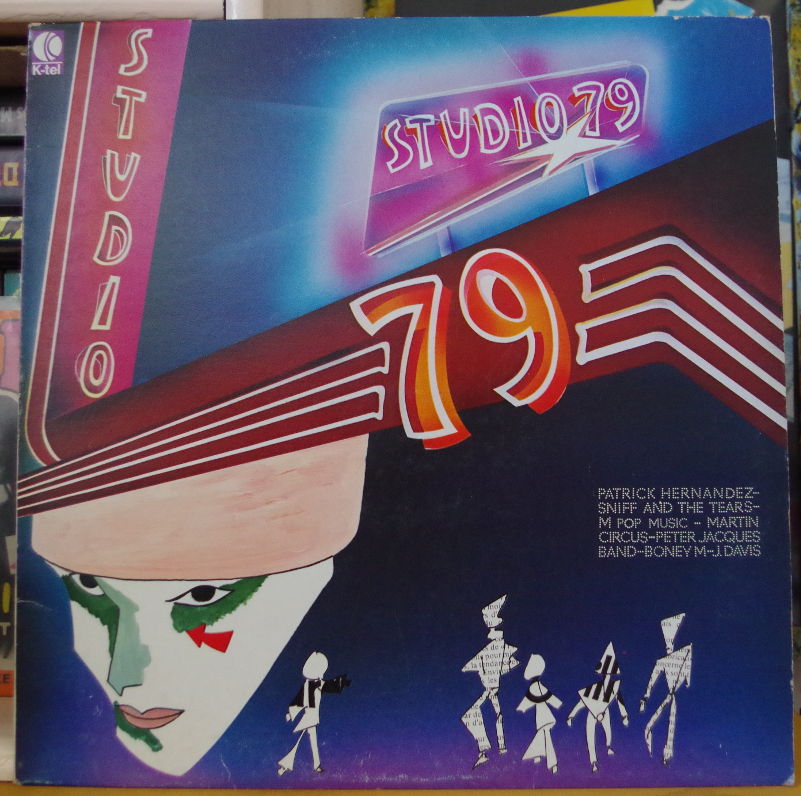 K-tel
STUDIO
STUDIO 79
79
PATRICK HERNANDEZ-
SNIFF AND THE TEARS-
M POP MUSIC - MARTIN
CIRCUS-PETER JACQUES
BAND-BONEY M-J.DAVIS